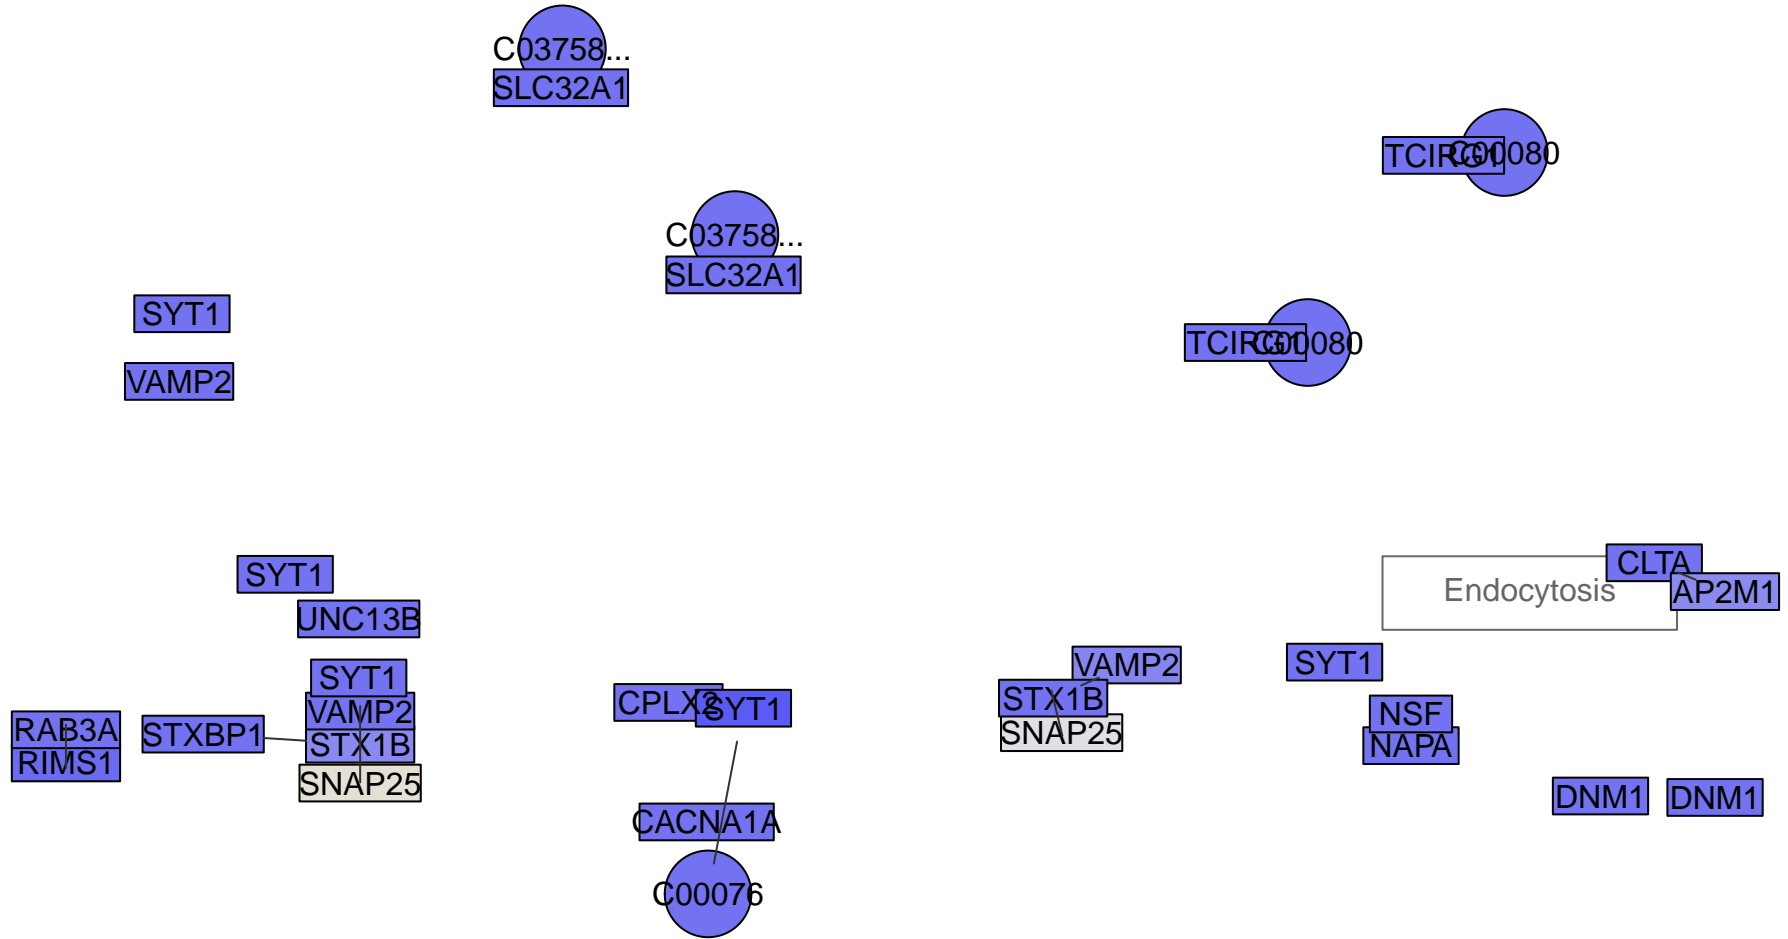 C03758...
SLC32A1
TCIRG1
C00080
C03758...
SLC32A1
SYT1
TCIRG1
C00080
VAMP2
SYT1
CLTA
Endocytosis
AP2M1
UNC13B
SYT1
VAMP2
SYT1
STX1B
CPLX2
SYT1
VAMP2
NSF
RAB3A
STXBP1
STX1B
SNAP25
NAPA
RIMS1
SNAP25
DNM1
DNM1
CACNA1A
C00076